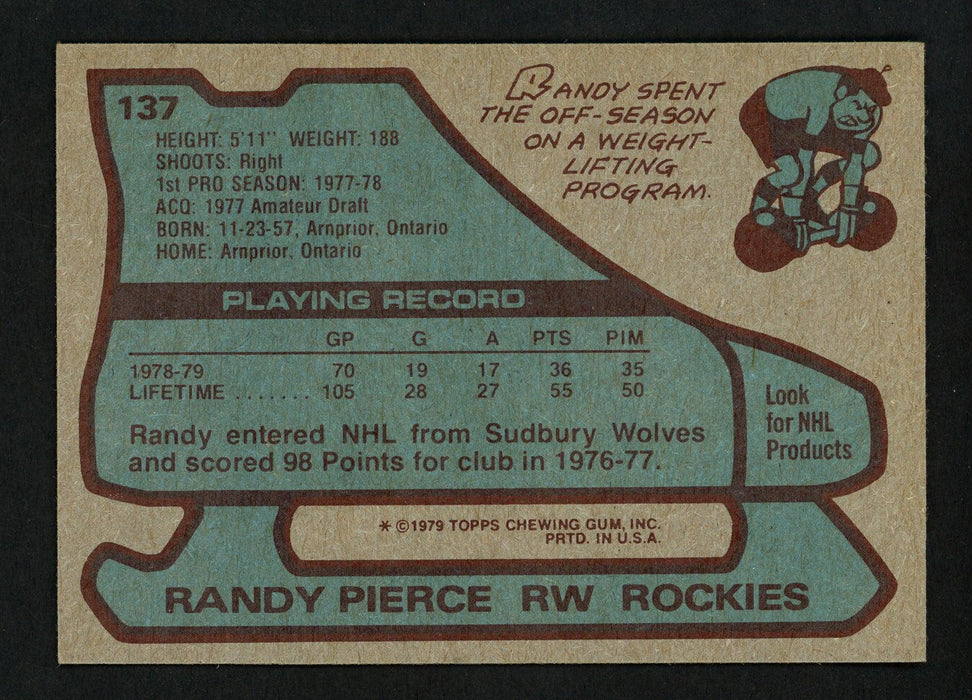 137
HEIGHT: 5'11" WEIGHT: 188
SHOOTS: Right
1st PRO SEASON: 1977-78
ACQ: 1977 Amateur Draft
BORN: 11-23-57, Arnprior, Ontario
HOME: Arnprior, Ontario
RANDY SPENT
THE OFF-SEASON
ON A WEIGHT-
LIFTING
PROGRAM.
PLAYING RECORD
GP G A PTS PIM
1978-79 70 19 17 36 35
LIFETIME ....... 105 28 27 55 50
Randy entered NHL from Sudbury Wolves
and scored 98 Points for club in 1976-77.
Look
for NHL
Products
* ©1979 TOPPS CHEWING GUM, INC.
PRTD. IN U.S.A.
RANDY PIERCE RW ROCKIES